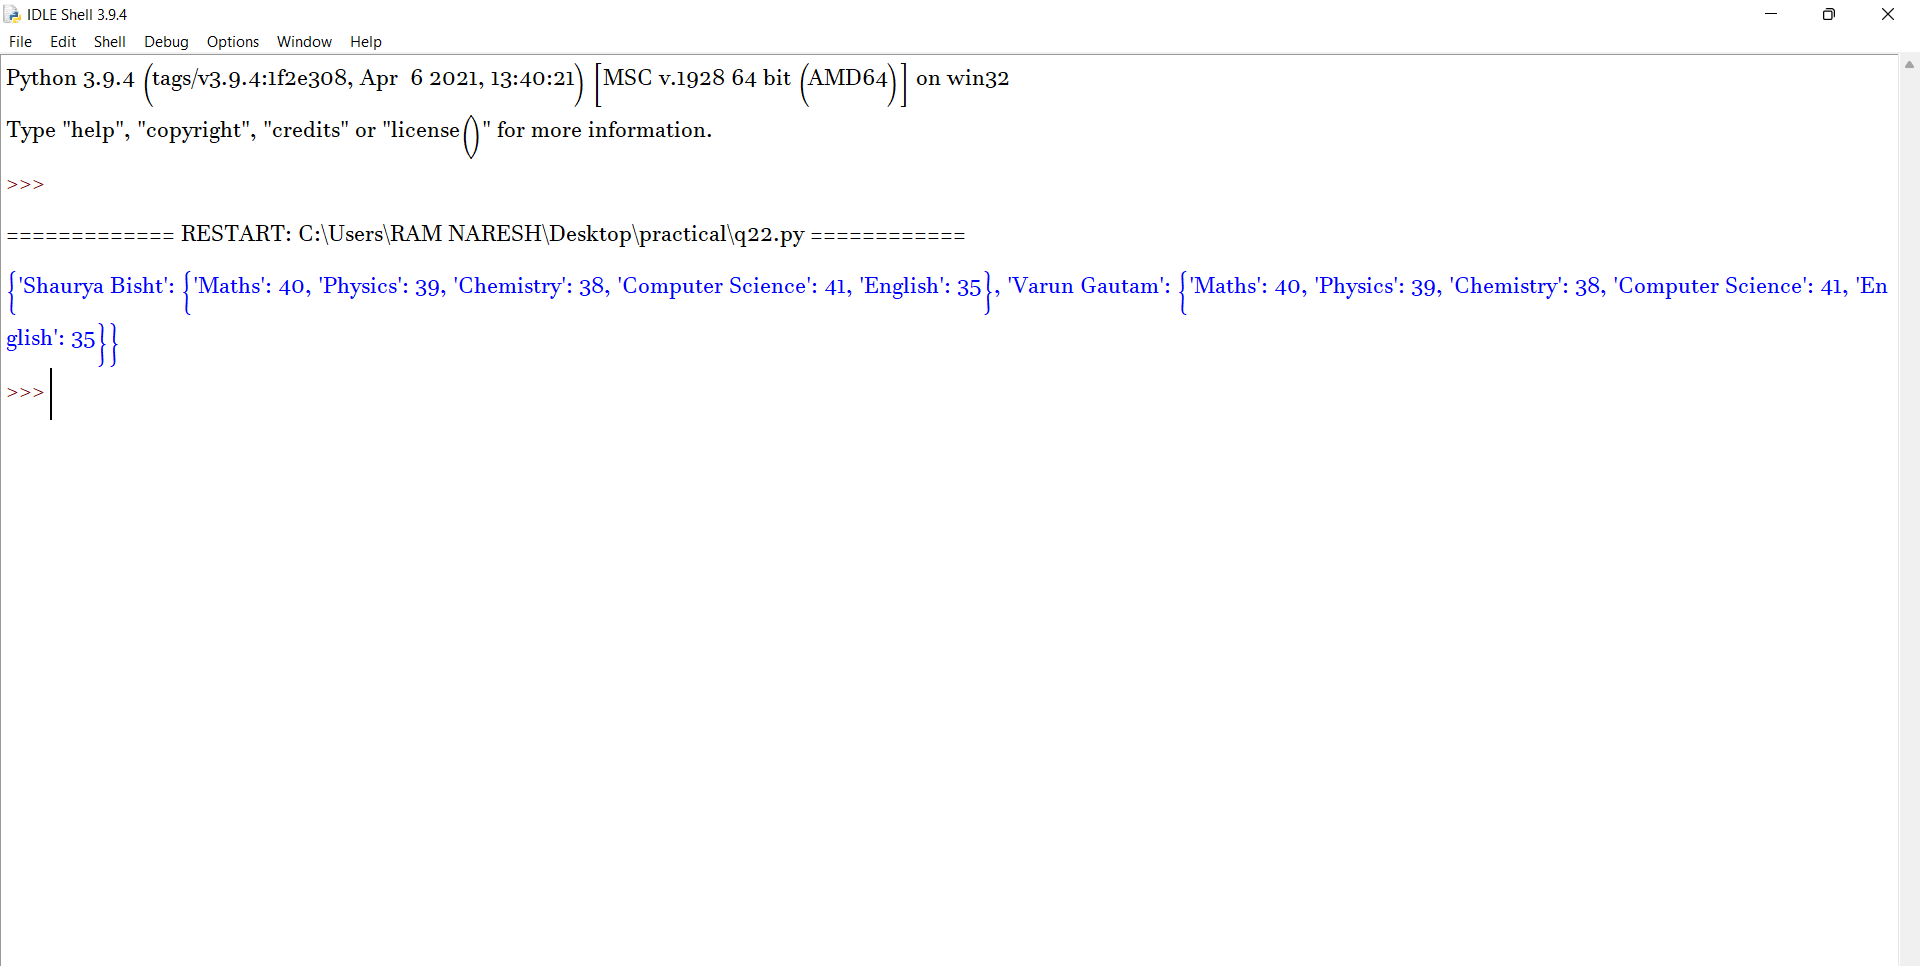 IDLE Shell 3.9.4
File Edit Shell Debug Options Window Help
Python 3.9.4 (tags/v3.9.4:1f2e308, Apr  6 2021, 13:40:21) [MSC v.1928 64 bit (AMD64)] on win32
Type "help", "copyright", "credits" or "license()" for more information.
>>>
============= RESTART: C:\Users\RAM NARESH\Desktop\practical\q22.py ============
{'Shaurya Bisht': {'Maths': 40, 'Physics': 39, 'Chemistry': 38, 'Computer Science': 41, 'English': 35}, 'Varun Gautam': {'Maths': 40, 'Physics': 39, 'Chemistry': 38, 'Computer Science': 41, 'En
glish': 35}}
>>>